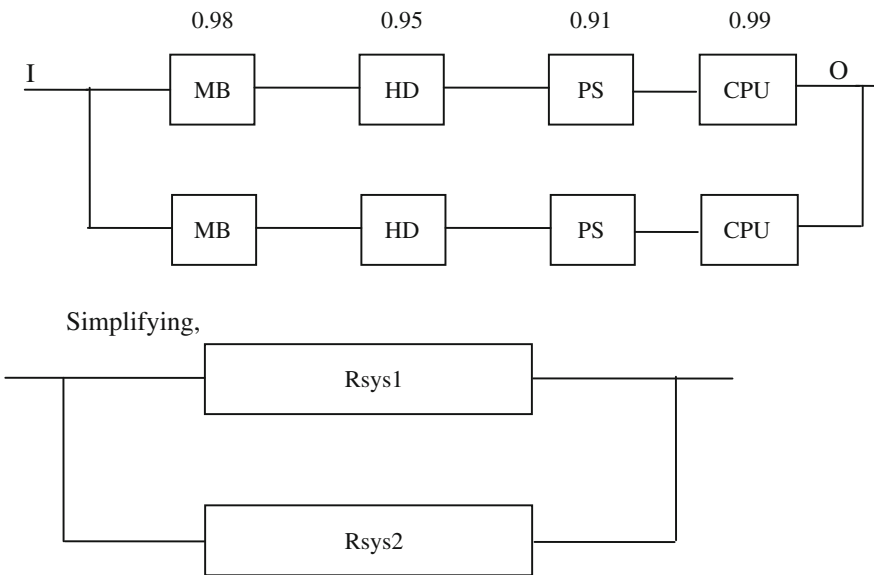 0.98 0.95 0.91 0.99
I MB HD PS CPU O
MB HD PS CPU
Simplifying,
Rsys1
Rsys2